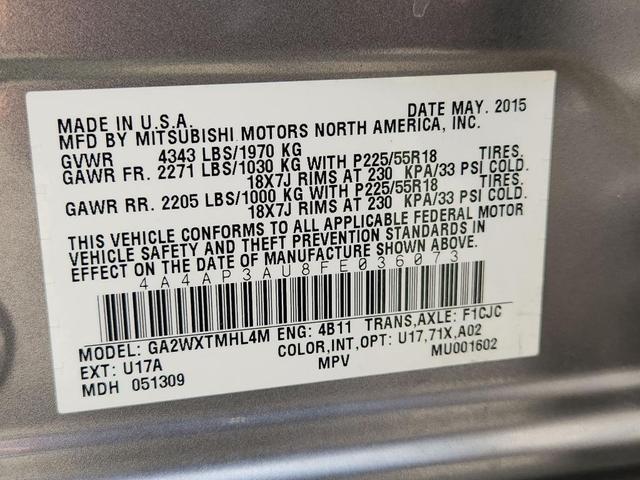 MADE IN U.S.A. DATE MAY. 2015
MFD BY MITSUBISHI MOTORS NORTH AMERICA, INC.
GVWR 4343 LBS/1970 KG
GAWR FR. 2271 LBS/1030 KG WITH P225/55R18 TIRES.
18X7J RIMS AT 230 KPA/33 PSI COLD.
GAWR RR. 2205 LBS/1000 KG WITH P225/55R18 TIRES.
18X7J RIMS AT 230 KPA/33 PSI COLD.
THIS VEHICLE CONFORMS TO ALL APPLICABLE FEDERAL MOTOR
VEHICLE SAFETY AND THEFT PREVENTION STANDARDS IN
EFFECT ON THE DATE OF MANUFACTURE SHOWN ABOVE.
4A4AP3AU8FE036073
MODEL: GA2WXTMHL4M ENG: 4B11 TRANS,AXLE: F1CJC
EXT: U17A COLOR,INT,OPT: U17,71X,A02
MDH 051309 MPV MU001602